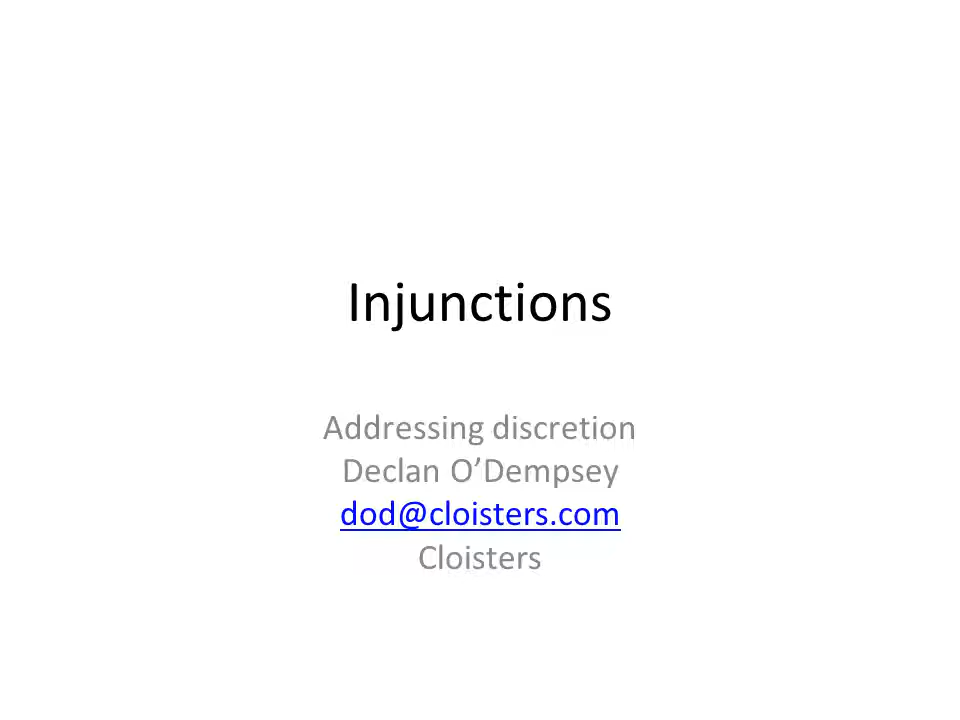 Injunctions
Addressing discretion
Declan O’Dempsey
dod@cloisters.com
Cloisters